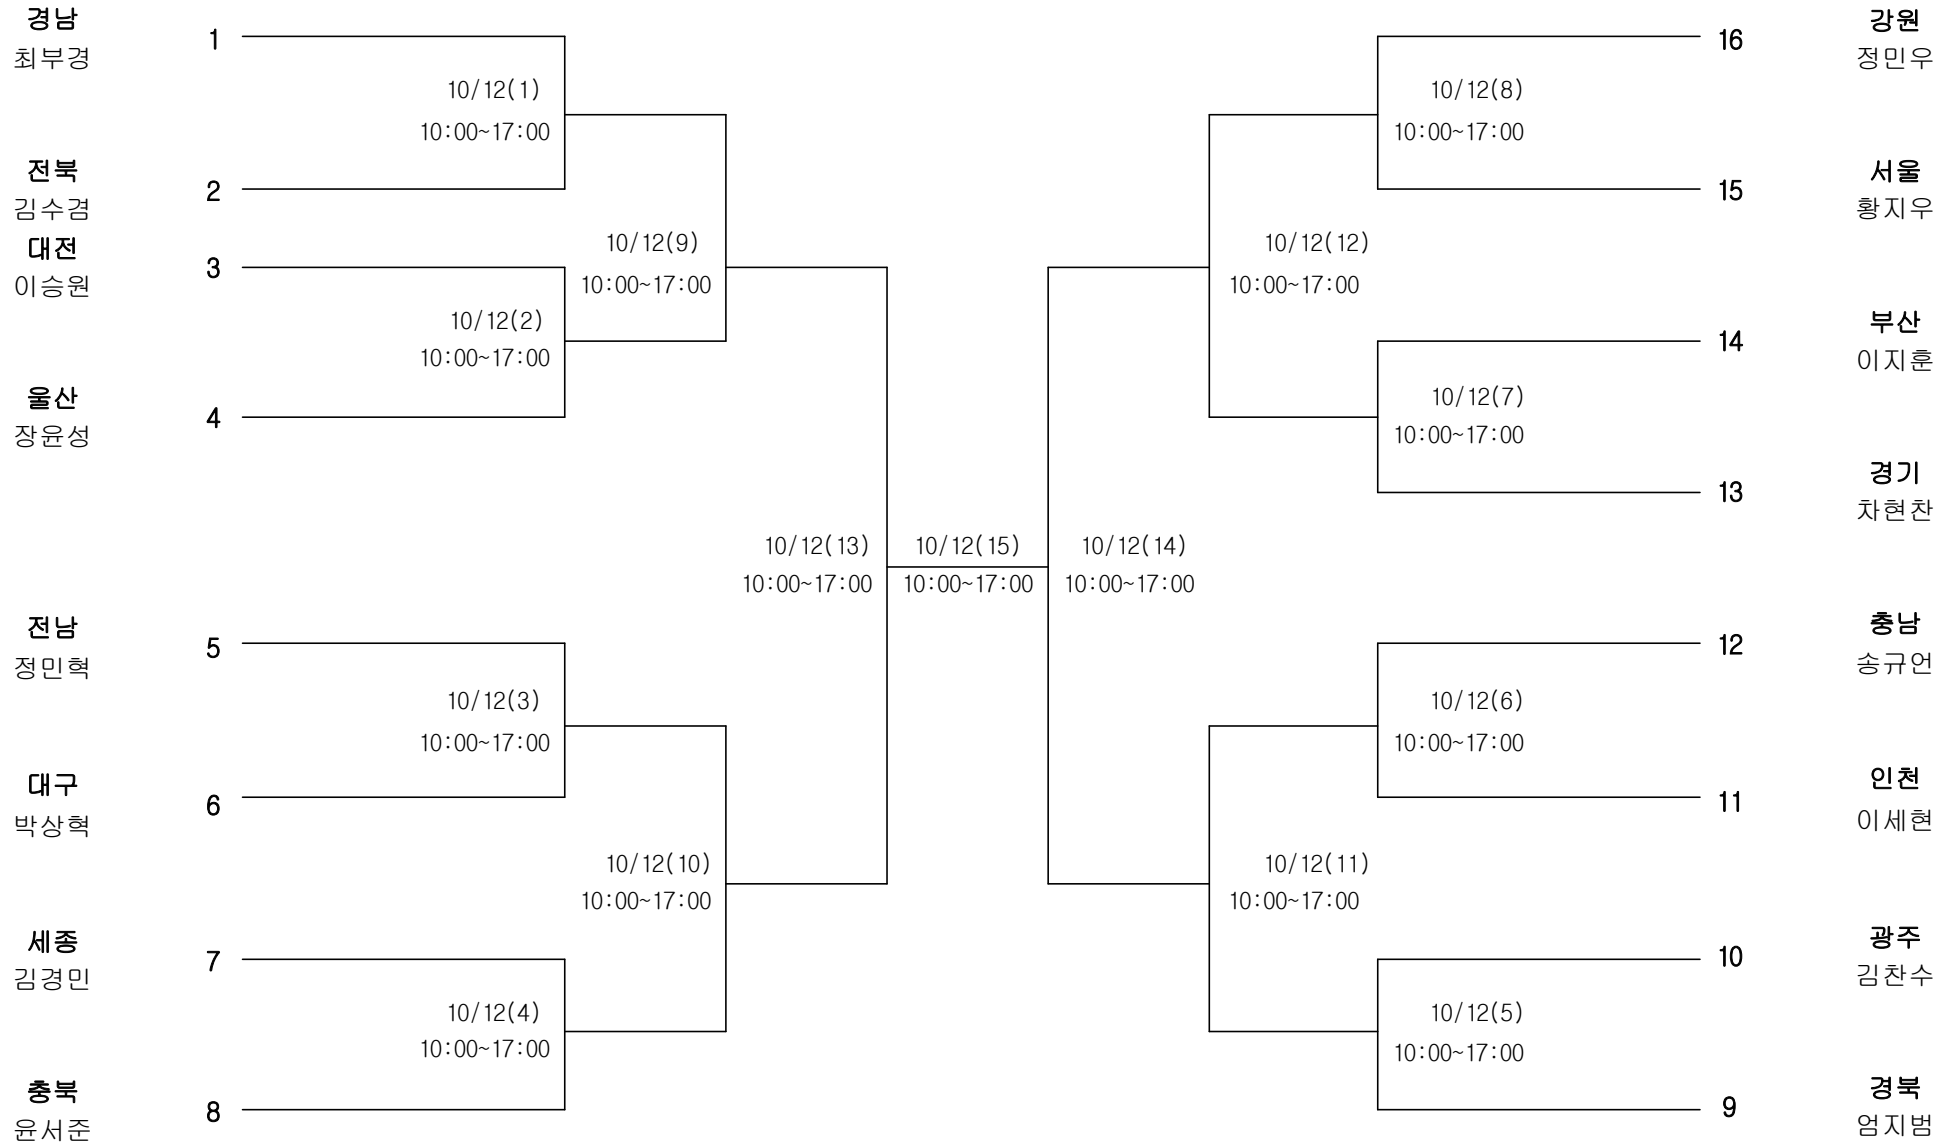 경남
최부경
1
10/12(1)
10:00~17:00
전북
김수겸
2
대전
이승원
3
10/12(9)
10:00~17:00
10/12(2)
10:00~17:00
울산
장윤성
4
10/12(13)
10:00~17:00
전남
정민혁
5
10/12(3)
10:00~17:00
대구
박상혁
6
10/12(10)
10:00~17:00
세종
김경민
7
10/12(4)
10:00~17:00
충북
윤서준
8
10/12(15)
10:00~17:00
16
강원
정민우
10/12(8)
10:00~17:00
15
서울
황지우
10/12(12)
10:00~17:00
14
부산
이지훈
10/12(7)
10:00~17:00
13
경기
차현찬
10/12(14)
10:00~17:00
12
충남
송규언
10/12(6)
10:00~17:00
11
인천
이세현
10/12(11)
10:00~17:00
10
광주
김찬수
10/12(5)
10:00~17:00
9
경북
엄지범